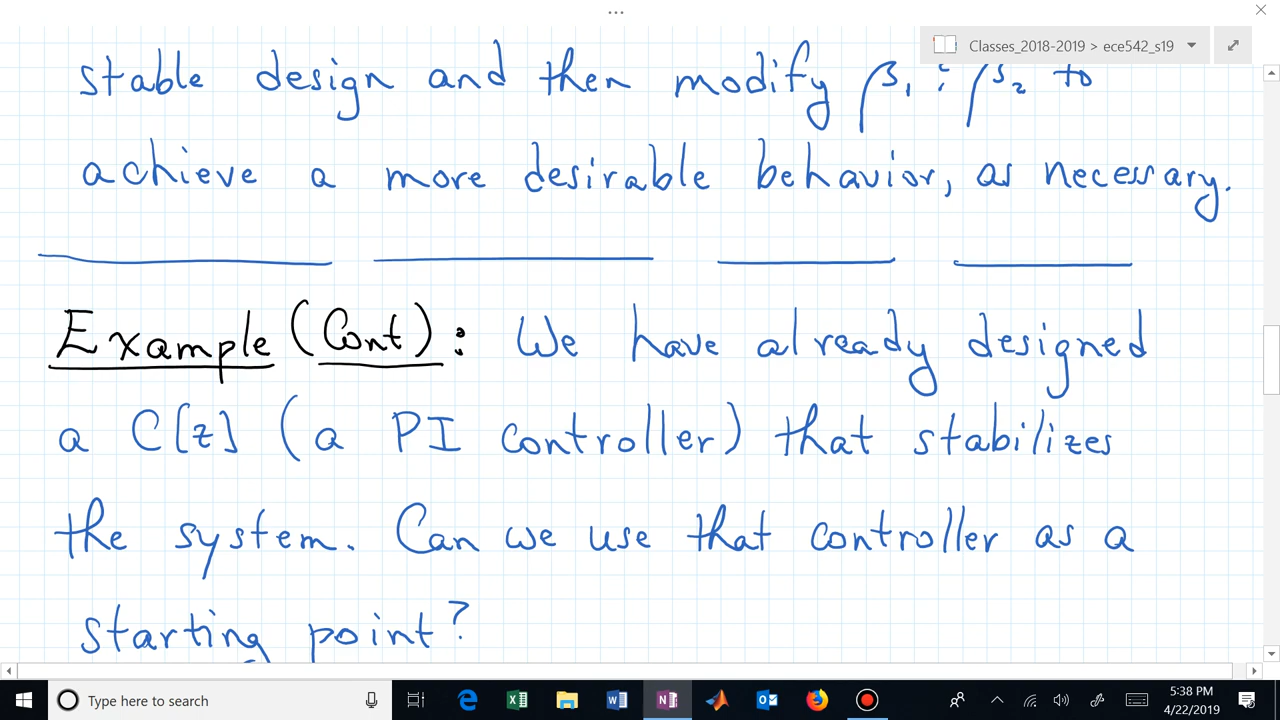 ...
Classes_2018-2019 > ece542_s19
stable design and then modify β₁ & β₂ to
achieve a more desirable behavior, as necessary.
Example (Cont): We have already designed
a C[z] (a PI controller) that stabilizes
the system. Can we use that controller as a
starting point?
Type here to search
5:38 PM
4/22/2019